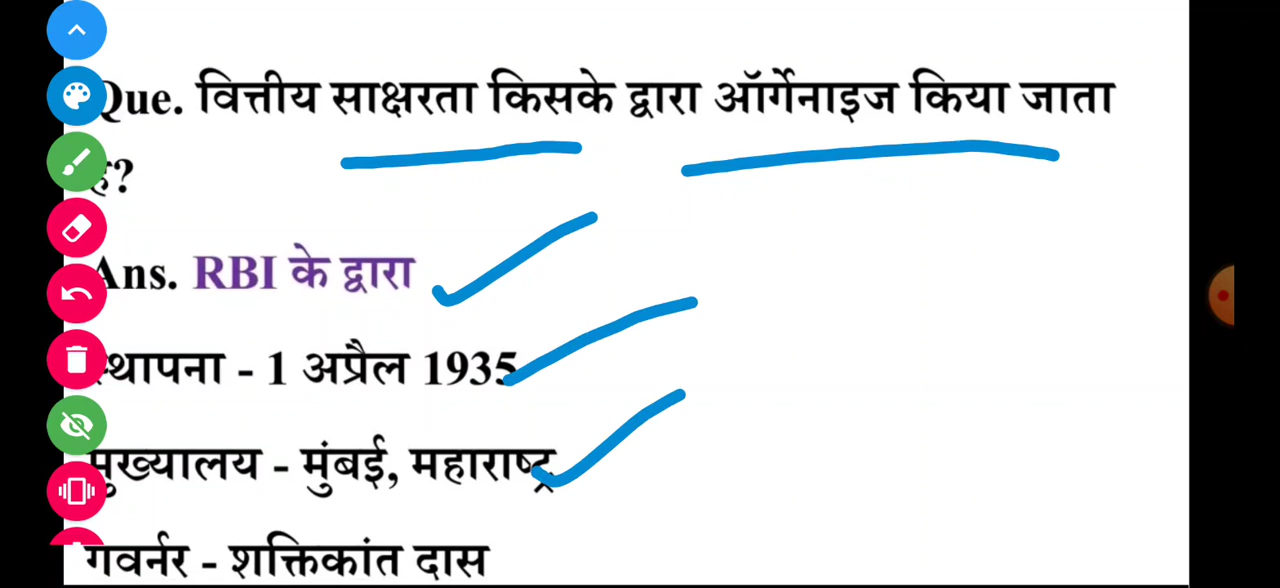 Que. वित्तीय साक्षरता किसके द्वारा ऑर्गेनाइज किया जाता
है?
Ans. RBI के द्वारा
स्थापना - 1 अप्रैल 1935
मुख्यालय - मुंबई, महाराष्ट्र
गवर्नर - शक्तिकांत दास